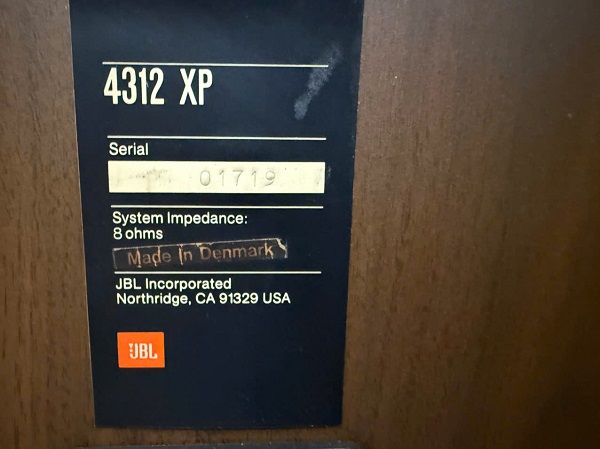 4312 XP
Serial
01719
System Impedance:
8 ohms
Made In Denmark
JBL Incorporated
Northridge, CA 91329 USA
JBL